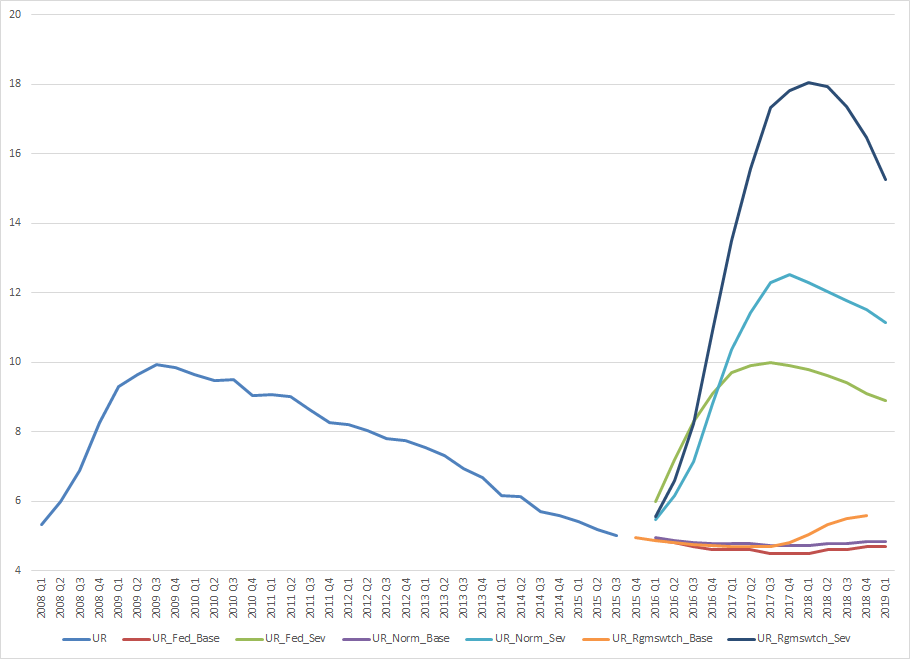 20
18
16
14
12
10
8
6
4
2008 Q1
2008 Q2
2008 Q3
2008 Q4
2009 Q1
2009 Q2
2009 Q3
2009 Q4
2010 Q1
2010 Q2
2010 Q3
2010 Q4
2011 Q1
2011 Q2
2011 Q3
2011 Q4
2012 Q1
2012 Q2
2012 Q3
2012 Q4
2013 Q1
2013 Q2
2013 Q3
2013 Q4
2014 Q1
2014 Q2
2014 Q3
2014 Q4
2015 Q1
2015 Q2
2015 Q3
2015 Q4
2016 Q1
2016 Q2
2016 Q3
2016 Q4
2017 Q1
2017 Q2
2017 Q3
2017 Q4
2018 Q1
2018 Q2
2018 Q3
2018 Q4
2019 Q1
UR UR_Fed_Base UR_Fed_Sev UR_Norm_Base UR_Norm_Sev UR_Rgmswtch_Base UR_Rgmswtch_Sev